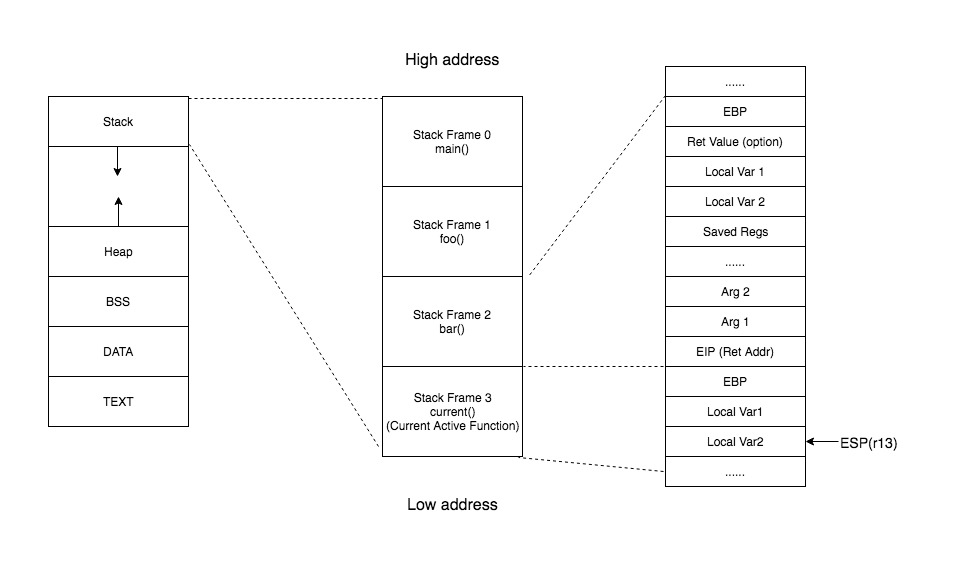 High address
Stack
Heap
BSS
DATA
TEXT
Stack Frame 0
main()
Stack Frame 1
foo()
Stack Frame 2
bar()
Stack Frame 3
current()
(Current Active Function)
Low address
......
EBP
Ret Value (option)
Local Var 1
Local Var 2
Saved Regs
......
Arg 2
Arg 1
EIP (Ret Addr)
EBP
Local Var1
Local Var2
ESP(r13)
......